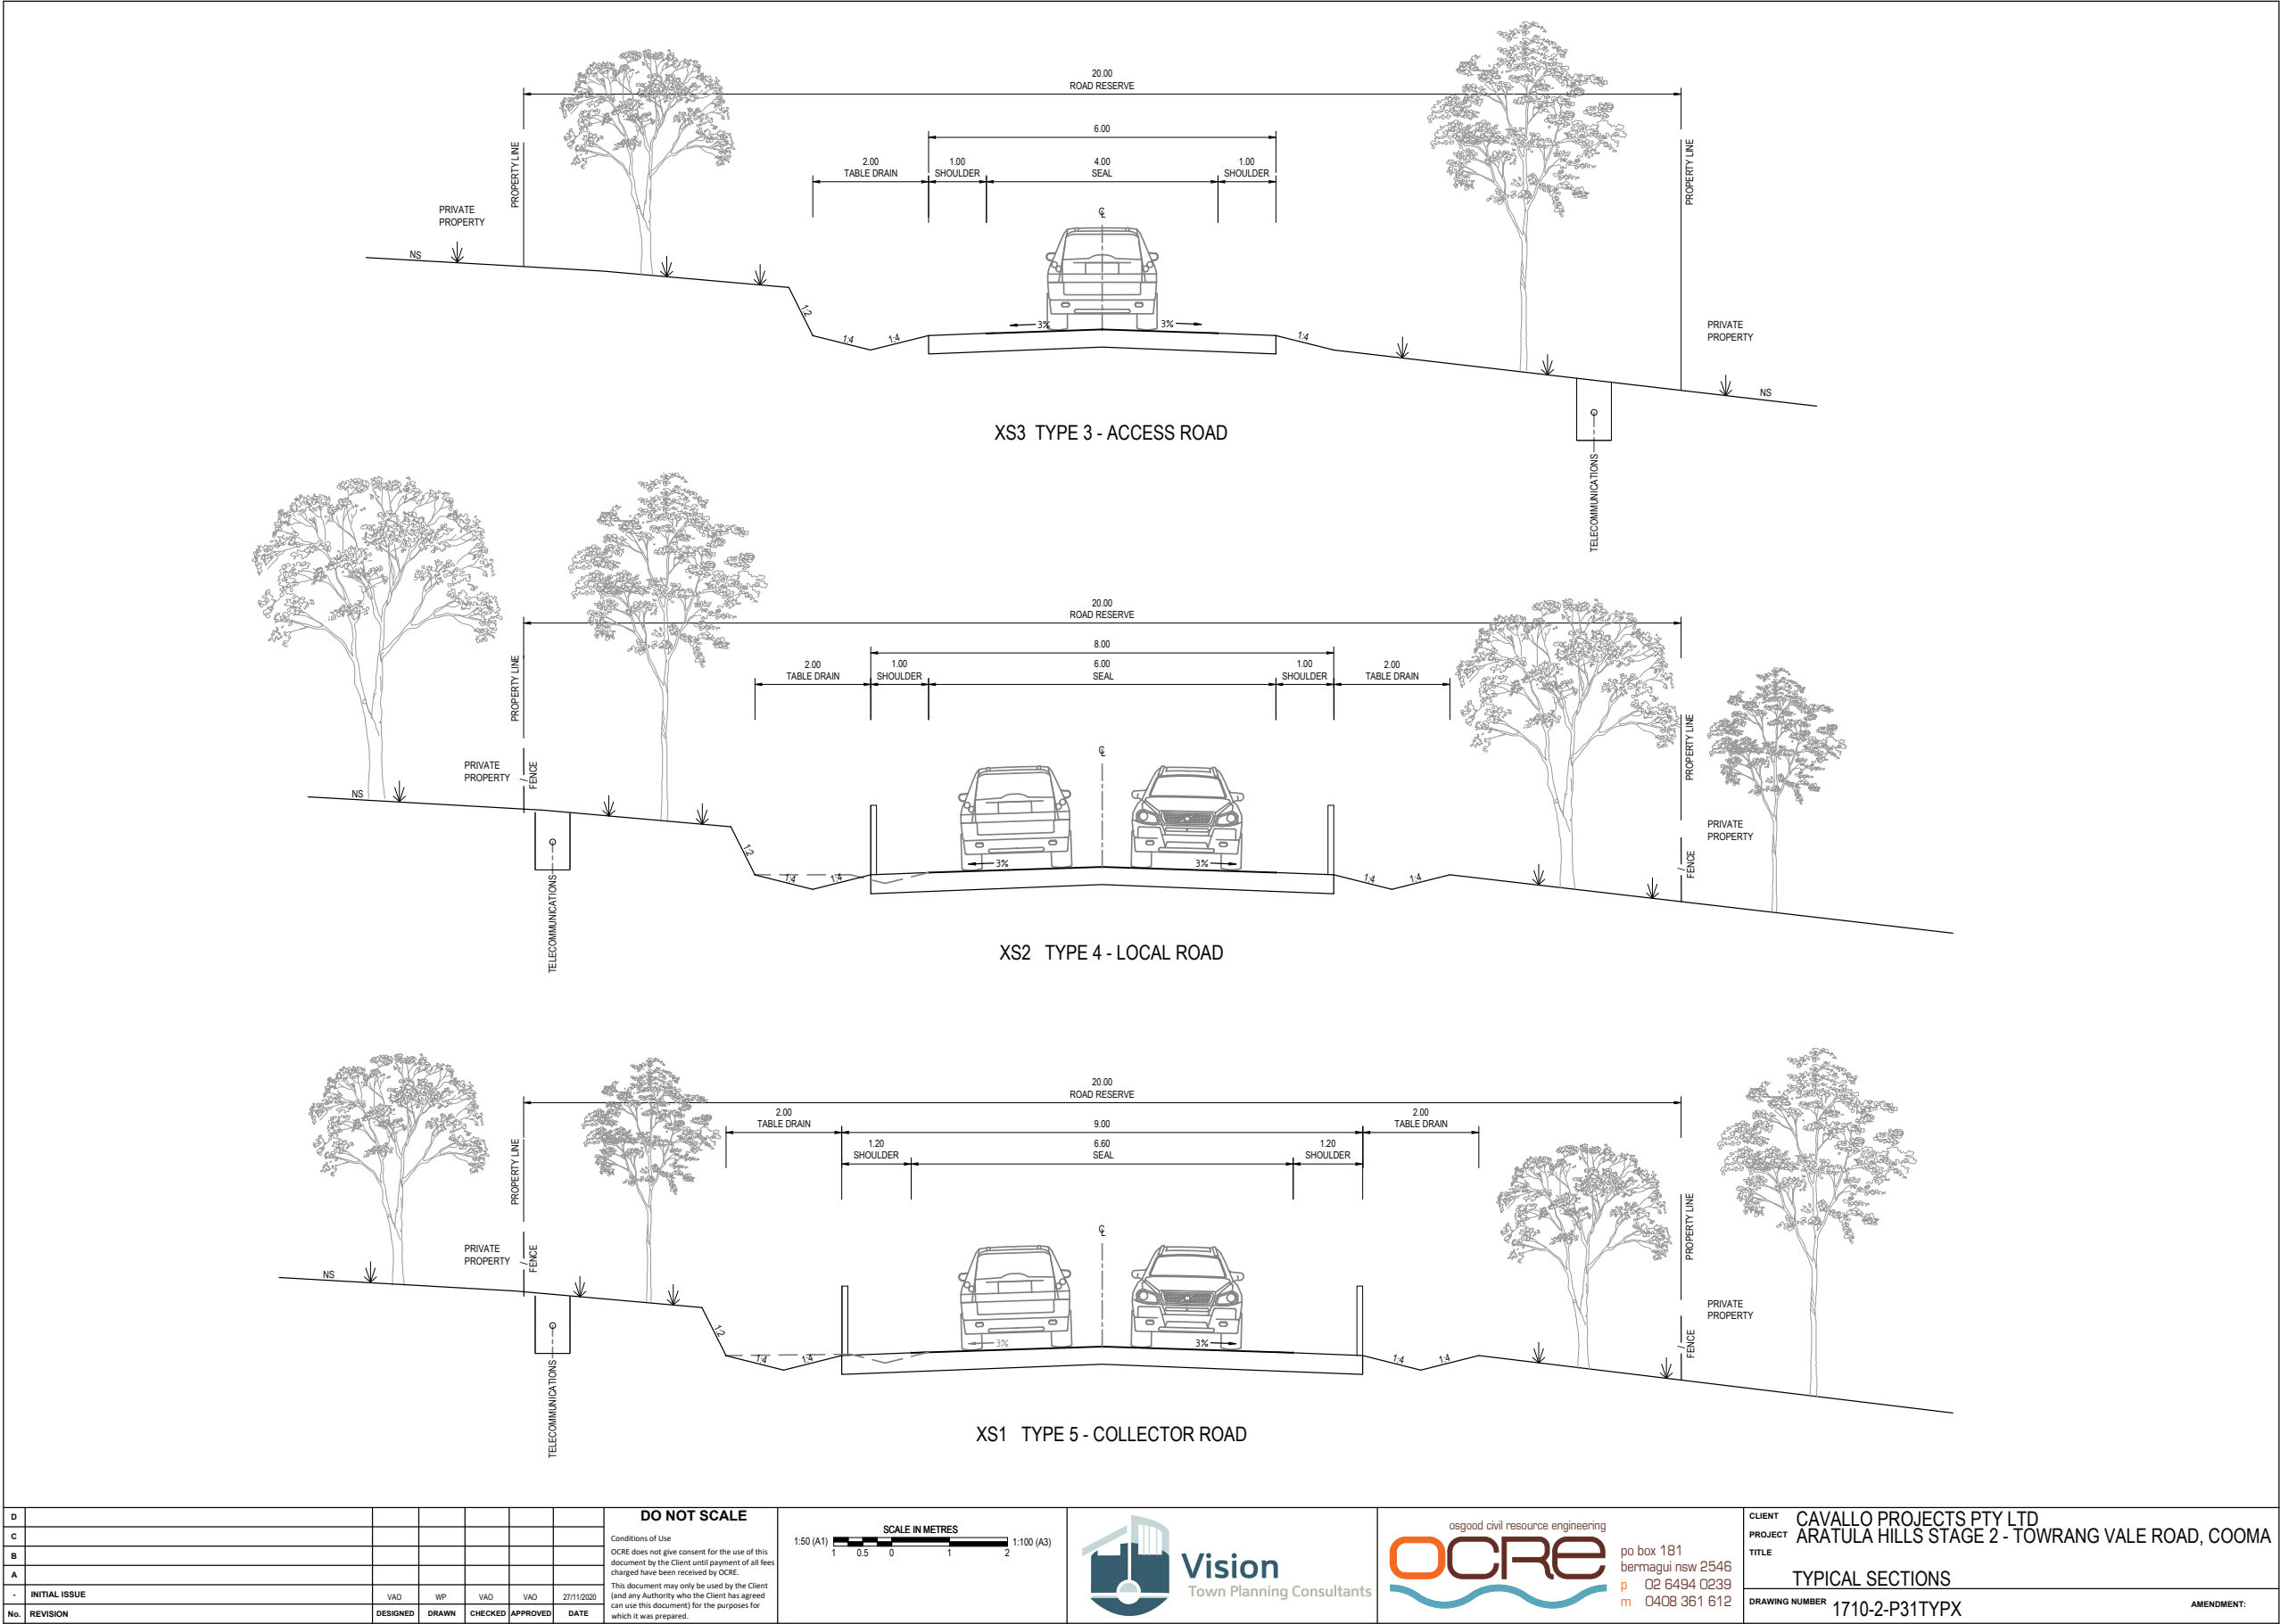 20.00
ROAD RESERVE
6.00
2.00
TABLE DRAIN
1.00
SHOULDER
4.00
SEAL
1.00
SHOULDER
PROPERTY LINE
PROPERTY LINE
PRIVATE
PROPERTY
NS
℄
1:2
1:4
1:4
3%
3%
1:4
PRIVATE
PROPERTY
NS
TELECOMMUNICATIONS
XS3 TYPE 3 - ACCESS ROAD
20.00
ROAD RESERVE
8.00
2.00
TABLE DRAIN
1.00
SHOULDER
6.00
SEAL
1.00
SHOULDER
2.00
TABLE DRAIN
PROPERTY LINE
PROPERTY LINE
℄
PRIVATE
PROPERTY
/ FENCE
NS
1:2
1:4
1:4
3%
3%
1:4
1:4
PRIVATE
PROPERTY
/ FENCE
TELECOMMUNICATIONS
XS2 TYPE 4 - LOCAL ROAD
20.00
ROAD RESERVE
2.00
TABLE DRAIN
9.00
2.00
TABLE DRAIN
1.20
SHOULDER
6.60
SEAL
1.20
SHOULDER
PROPERTY LINE
PROPERTY LINE
℄
PRIVATE
PROPERTY
/ FENCE
NS
1:2
1:4
1:4
3%
3%
1:4
1:4
PRIVATE
PROPERTY
/ FENCE
TELECOMMUNICATIONS
XS1 TYPE 5 - COLLECTOR ROAD
D
C
B
A
- INITIAL ISSUE VAO WP VAO VAO 27/11/2020
No. REVISION DESIGNED DRAWN CHECKED APPROVED DATE
DO NOT SCALE
Conditions of Use
OCRE does not give consent for the use of this
document by the Client until payment of all fees
charged have been received by OCRE.
This document may only be used by the Client
(and any Authority who the Client has agreed
can use this document) for the purposes for
which it was prepared.
SCALE IN METRES
1:50 (A1) 1:100 (A3)
1 0.5 0 1 2
Vision
Town Planning Consultants
osgood civil resource engineering
OCRE
po box 181
bermagui nsw 2546
p 02 6494 0239
m 0408 361 612
CLIENT CAVALLO PROJECTS PTY LTD
PROJECT ARATULA HILLS STAGE 2 - TOWRANG VALE ROAD, COOMA
TITLE
TYPICAL SECTIONS
DRAWING NUMBER 1710-2-P31TYPX
AMENDMENT: